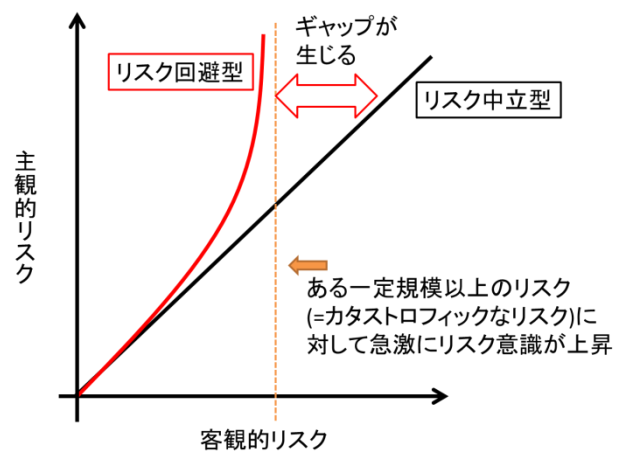 ギャップが
生じる
リスク回避型
リスク中立型
主観的リスク
ある一定規模以上のリスク
(=カタストロフィックなリスク)に
対して急激にリスク意識が上昇
客観的リスク